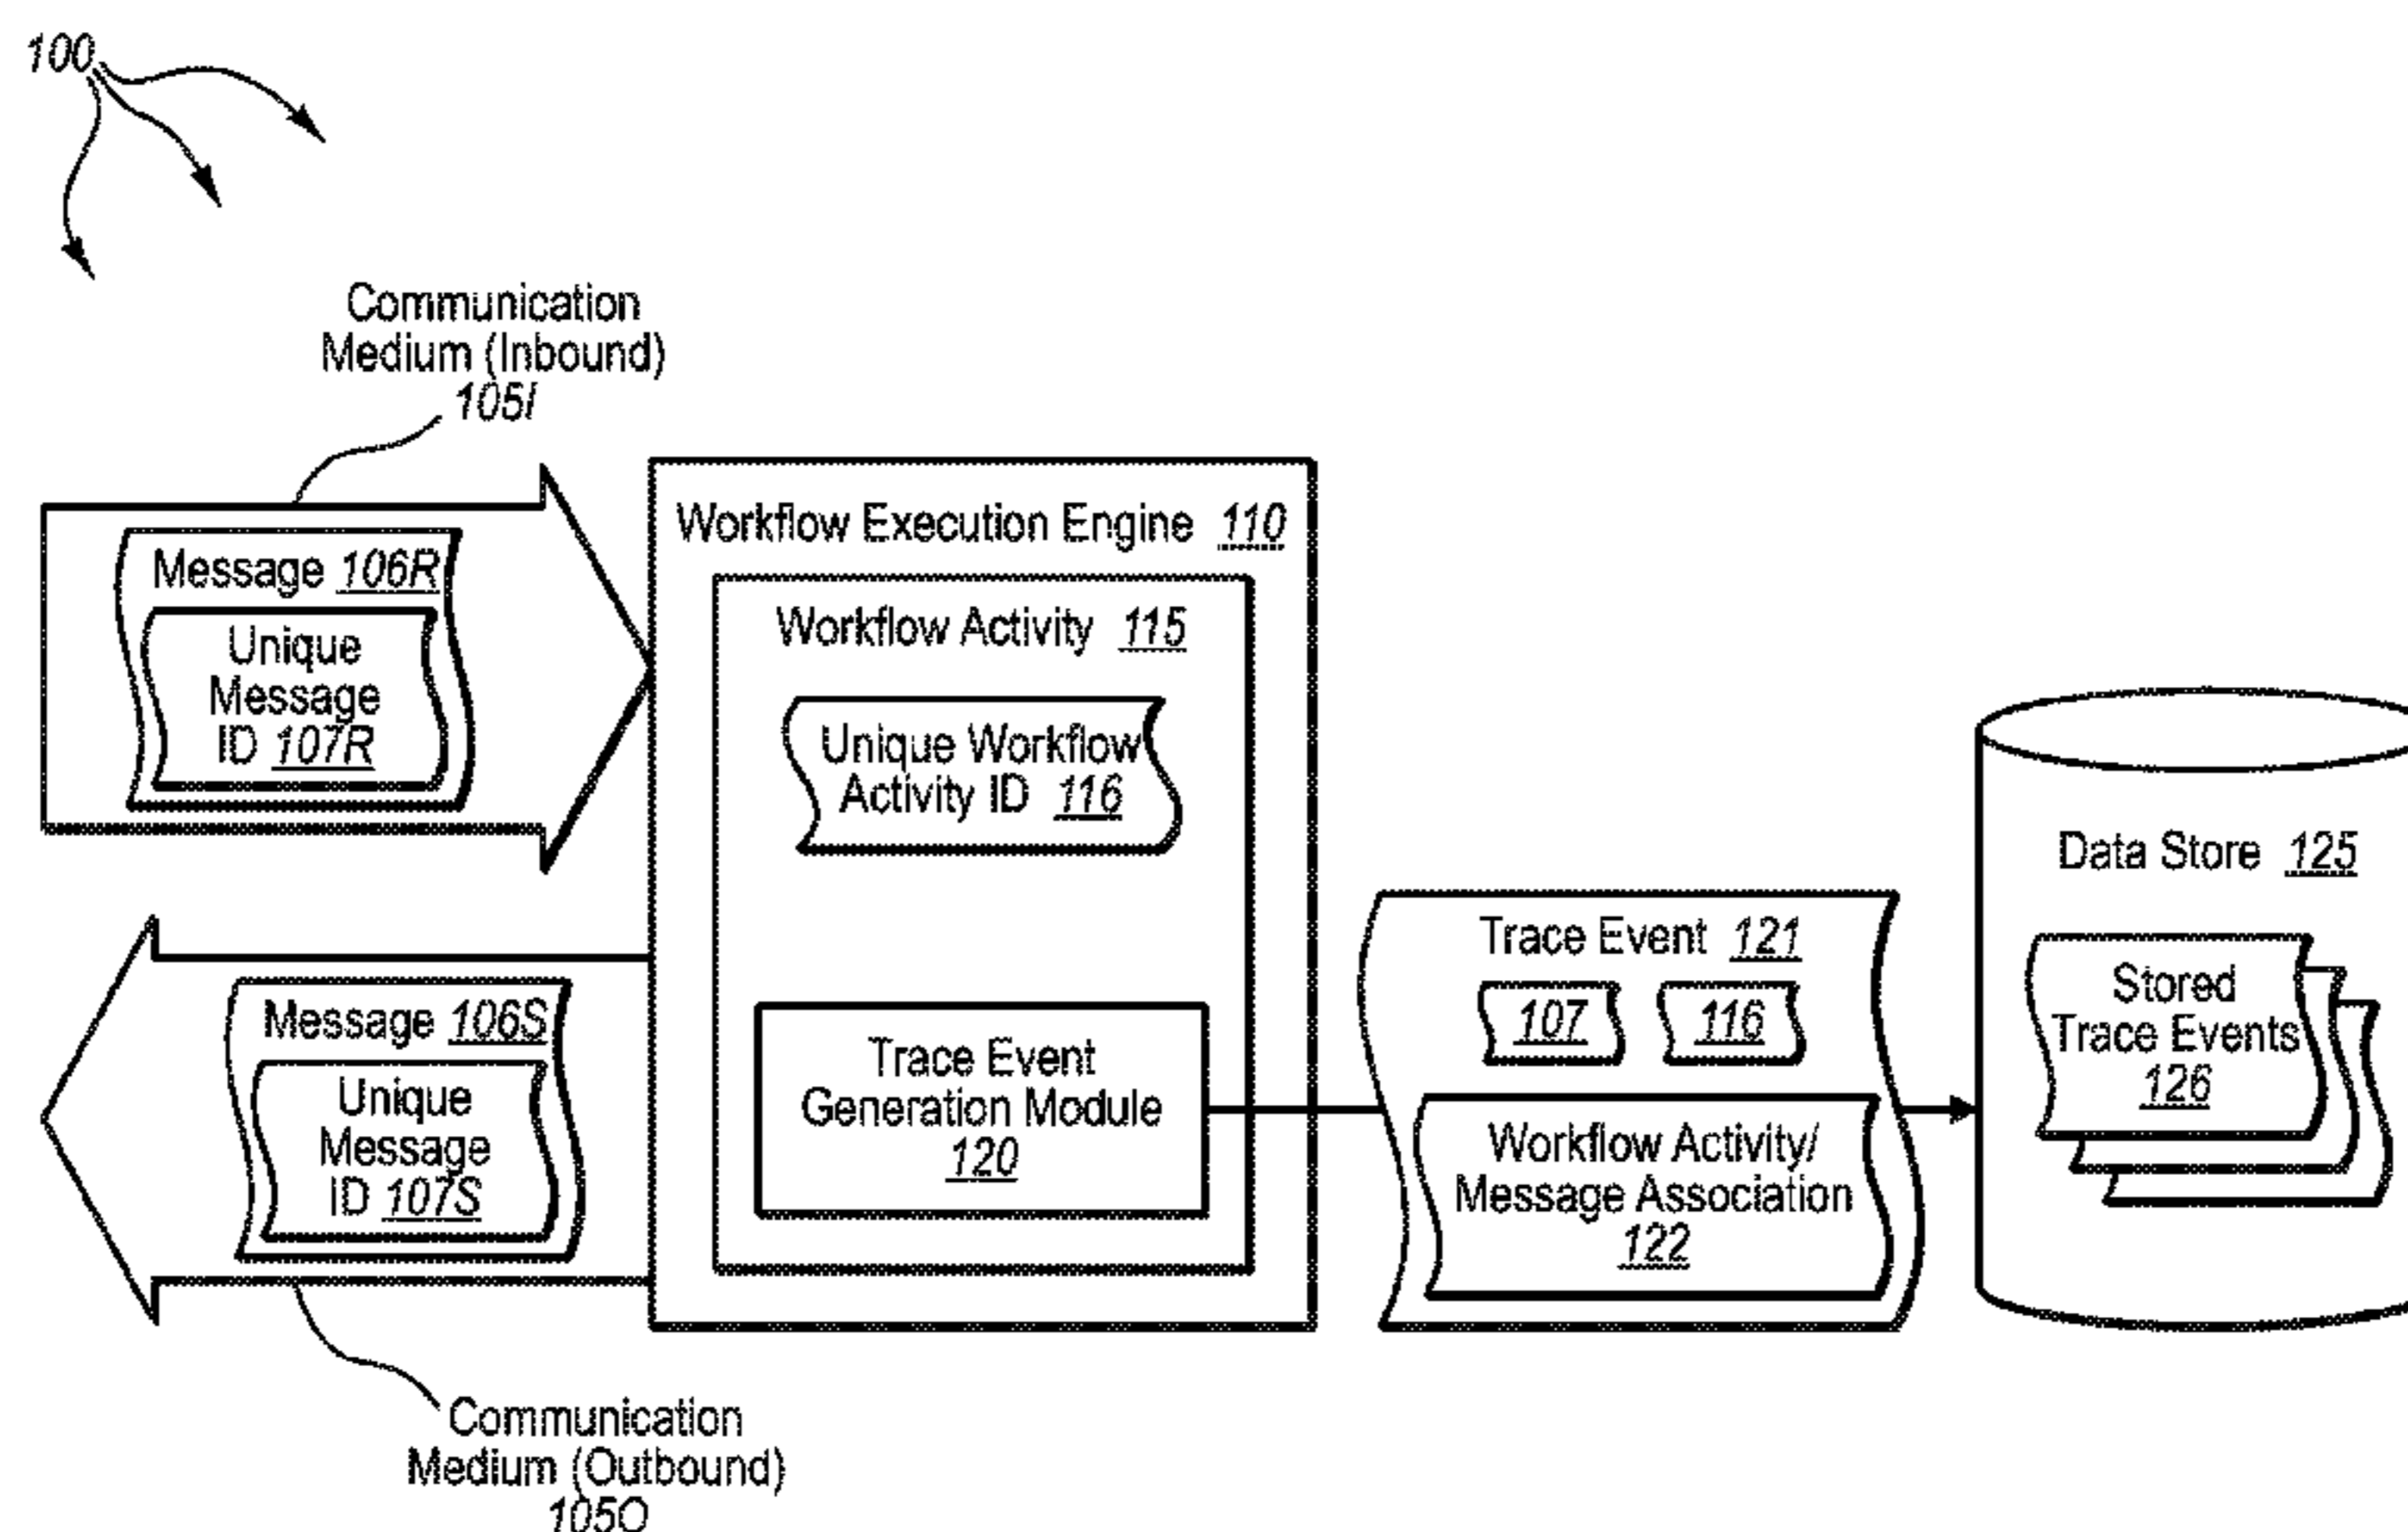 100
Communication
Medium (Inbound)
105I
Message 106R
Unique
Message
ID 107R
Workflow Execution Engine 110
Workflow Activity 115
Unique Workflow
Activity ID 116
Trace Event
Generation Module
120
Message 106S
Unique
Message
ID 107S
Communication
Medium (Outbound)
105O
Trace Event 121
107 116
Workflow Activity/
Message Association
122
Data Store 125
Stored
Trace Events
126